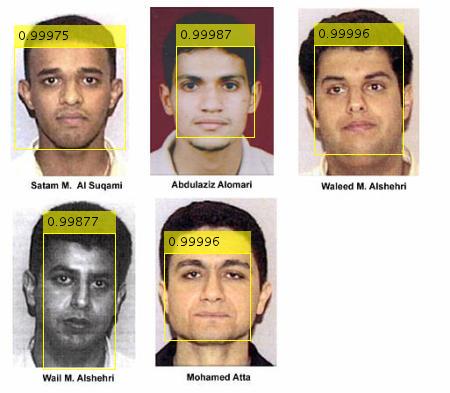 0.99975
0.99987
0.99996
Satam M. Al Suqami
Abdulaziz Alomari
Waleed M. Alshehri
0.99877
0.99996
Wail M. Alshehri
Mohamed Atta